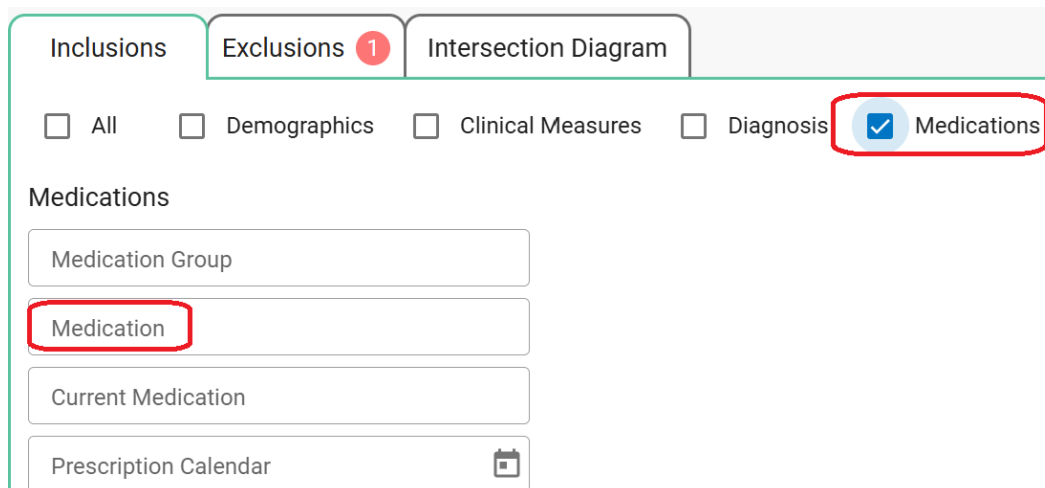 Inclusions Exclusions 1 Intersection Diagram
All Demographics Clinical Measures Diagnosis Medications
Medications
Medication Group
Medication
Current Medication
Prescription Calendar